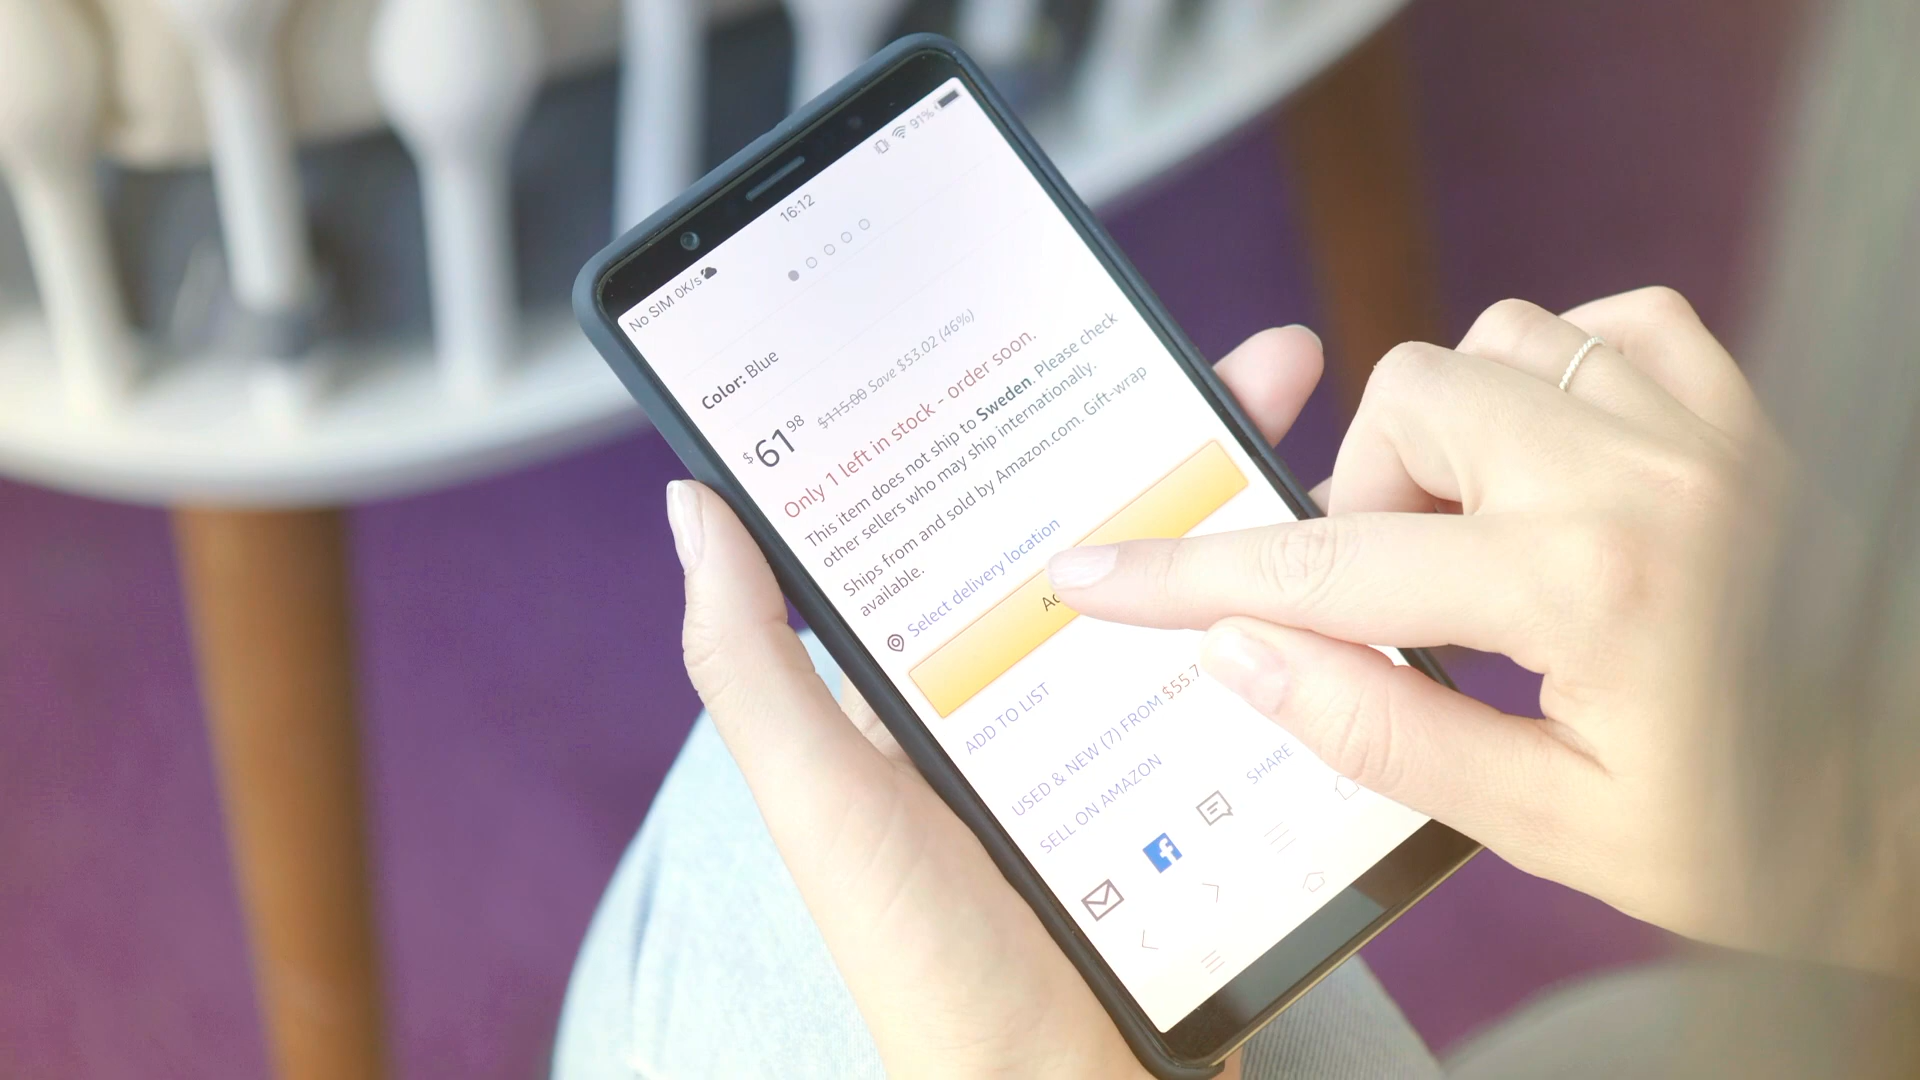 No SIM 0K/s 16:12 91%
Color: Blue
$61 98 $115.00 Save $53.02 (46%)
Only 1 left in stock - order soon.
This item does not ship to Sweden. Please check
other sellers who may ship internationally.
Ships from and sold by Amazon.com. Gift-wrap
available.
Select delivery location
ADD TO LIST
USED & NEW (7) FROM $55.7
SELL ON AMAZON
SHARE
f